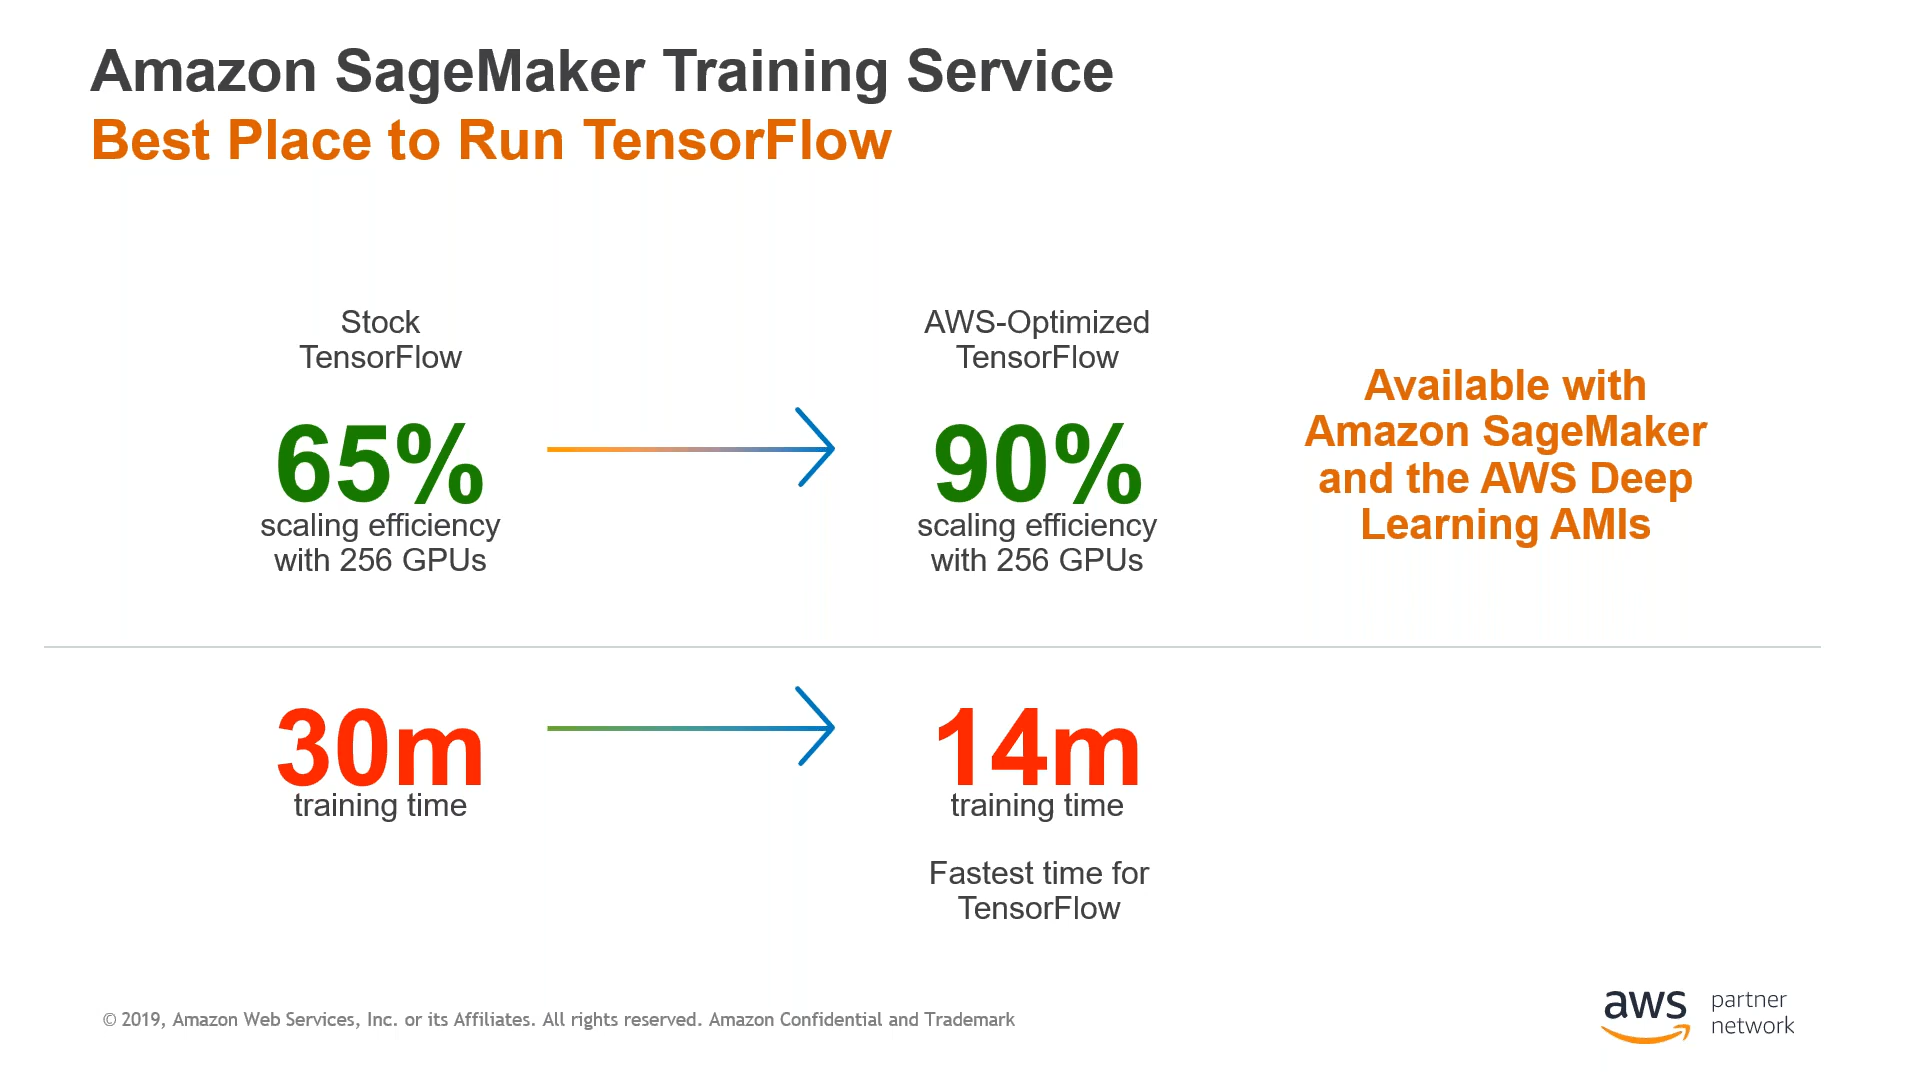 Amazon SageMaker Training Service
Best Place to Run TensorFlow
Stock
TensorFlow
65%
scaling efficiency
with 256 GPUs
AWS-Optimized
TensorFlow
90%
scaling efficiency
with 256 GPUs
Available with
Amazon SageMaker
and the AWS Deep
Learning AMIs
30m
training time
14m
training time
Fastest time for
TensorFlow
© 2019, Amazon Web Services, Inc. or its Affiliates. All rights reserved. Amazon Confidential and Trademark
aws
partner
network